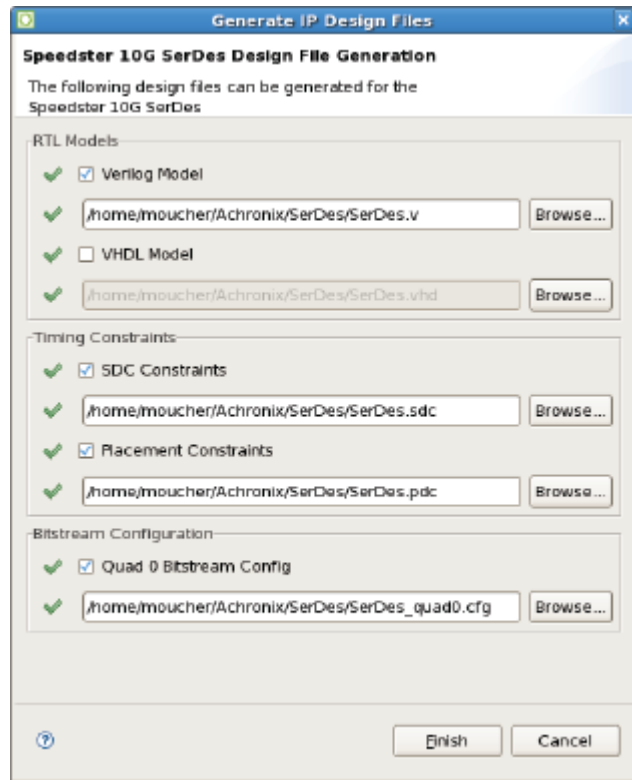 Generate IP Design Files
Speedster 10G SerDes Design File Generation
The following design files can be generated for the
Speedster 10G SerDes
RTL Models
Verilog Model
/home/moucher/Achronix/SerDes/SerDes.v
Browse...
VHDL Model
/home/moucher/Achronix/SerDes/SerDes.vhd
Browse...
Timing Constraints
SDC Constraints
/home/moucher/Achronix/SerDes/SerDes.sdc
Browse...
Placement Constraints
/home/moucher/Achronix/SerDes/SerDes.pdc
Browse...
Bitstream Configuration
Quad 0 Bitstream Config
/home/moucher/Achronix/SerDes/SerDes_quad0.cfg
Browse...
?
Finish
Cancel